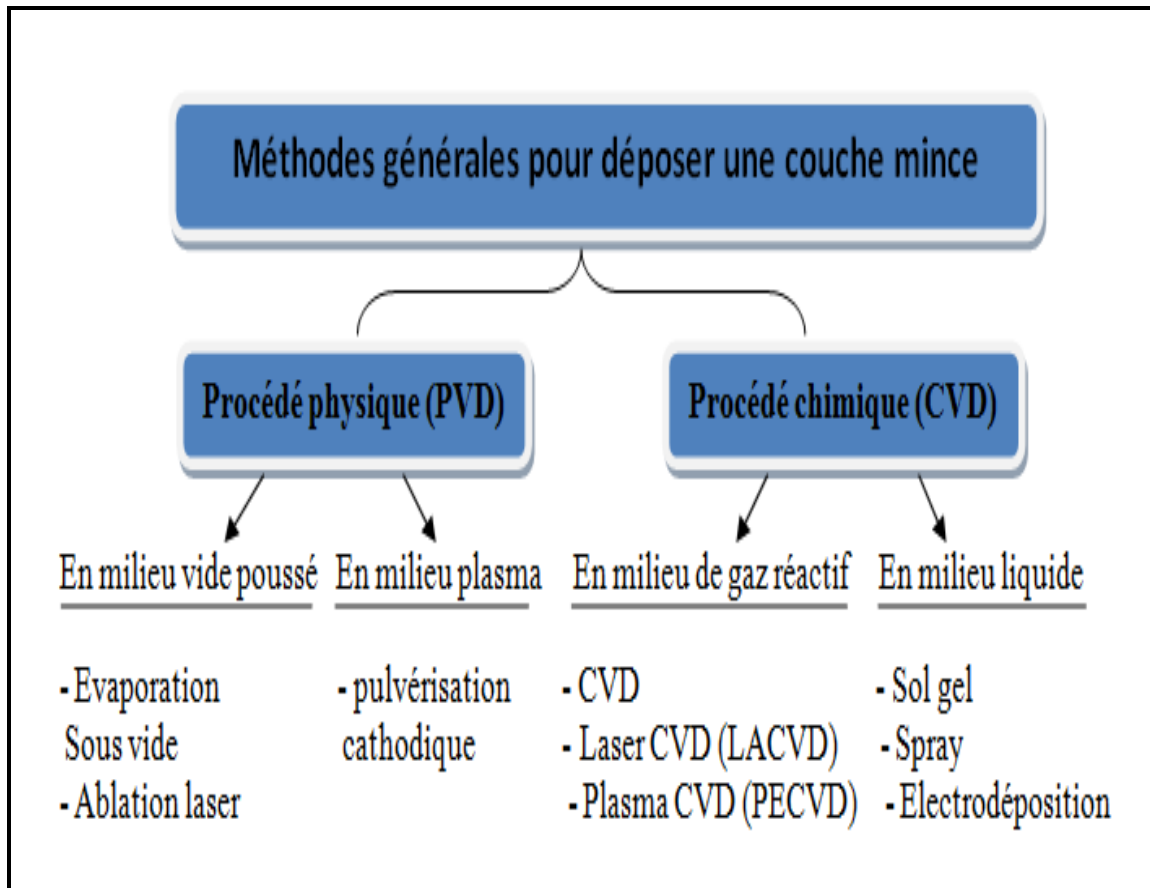 Méthodes générales pour déposer une couche mince
Procédé physique (PVD)
Procédé chimique (CVD)
En milieu vide poussé
- Evaporation
Sous vide
- Ablation laser
En milieu plasma
- pulvérisation
cathodique
En milieu de gaz réactif
- CVD
- Laser CVD (LACVD)
- Plasma CVD (PECVD)
En milieu liquide
- Sol gel
- Spray
- Electrodéposition